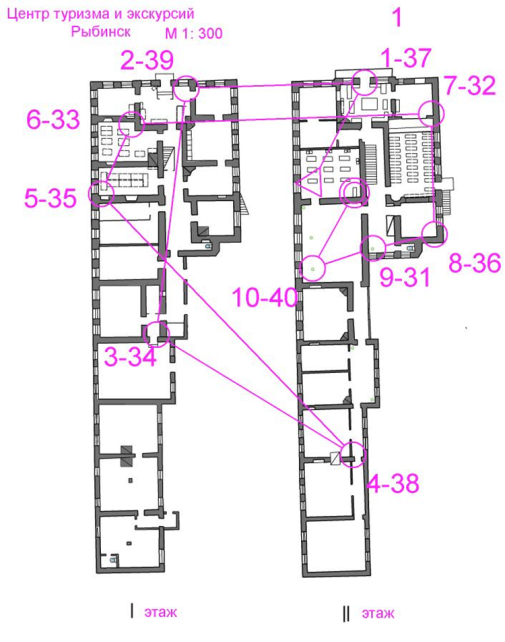 Центр туризма и экскурсий
Рыбинск М 1: 300
1
2-39
1-37
7-32
6-33
5-35
8-36
9-31
10-40
3-34
4-38
I этаж
II этаж